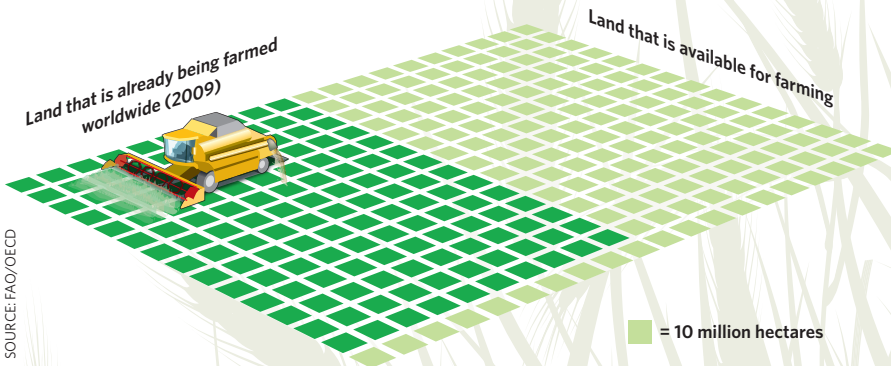 Land that is already being farmed
worldwide (2009)
Land that is available for farming
SOURCE: FAO/OECD
= 10 million hectares